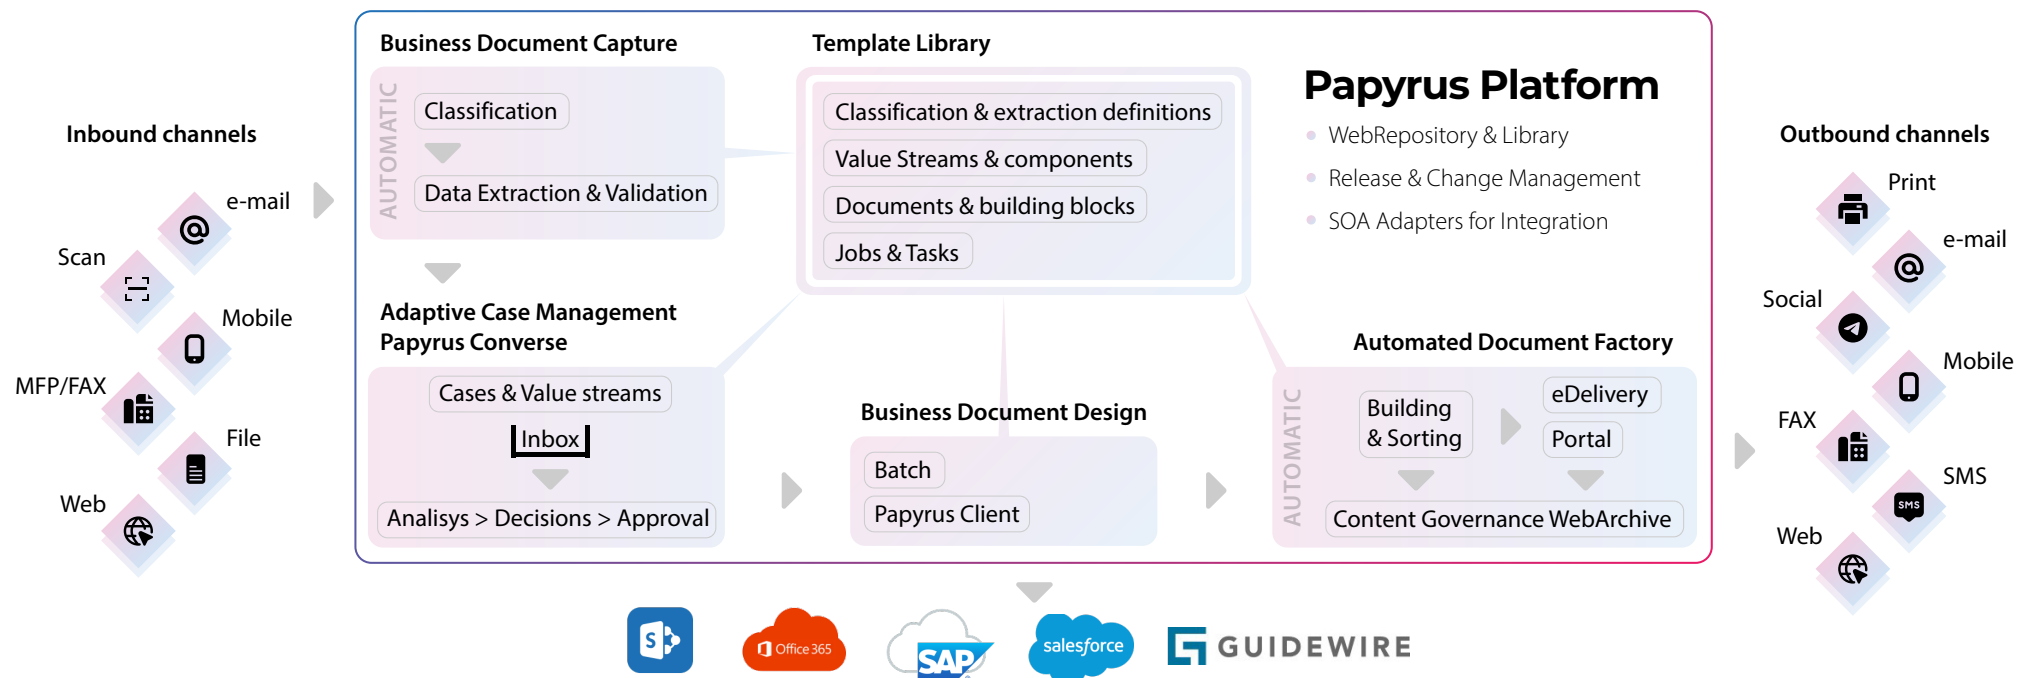 Inbound channels
e-mail
Scan
Mobile
MFP/FAX
File
Web
Business Document Capture
AUTOMATIC
Classification
Data Extraction & Validation
Template Library
Classification & extraction definitions
Value Streams & components
Documents & building blocks
Jobs & Tasks
Papyrus Platform
WebRepository & Library
Release & Change Management
SOA Adapters for Integration
Adaptive Case Management
Papyrus Converse
Cases & Value streams
Inbox
Analisys > Decisions > Approval
Business Document Design
Batch
Papyrus Client
Automated Document Factory
AUTOMATIC
Building
& Sorting
eDelivery
Portal
Content Governance WebArchive
Outbound channels
Print
e-mail
Social
Mobile
FAX
SMS
SMS
Web
S
Office 365
SAP
salesforce
GUIDEWIRE